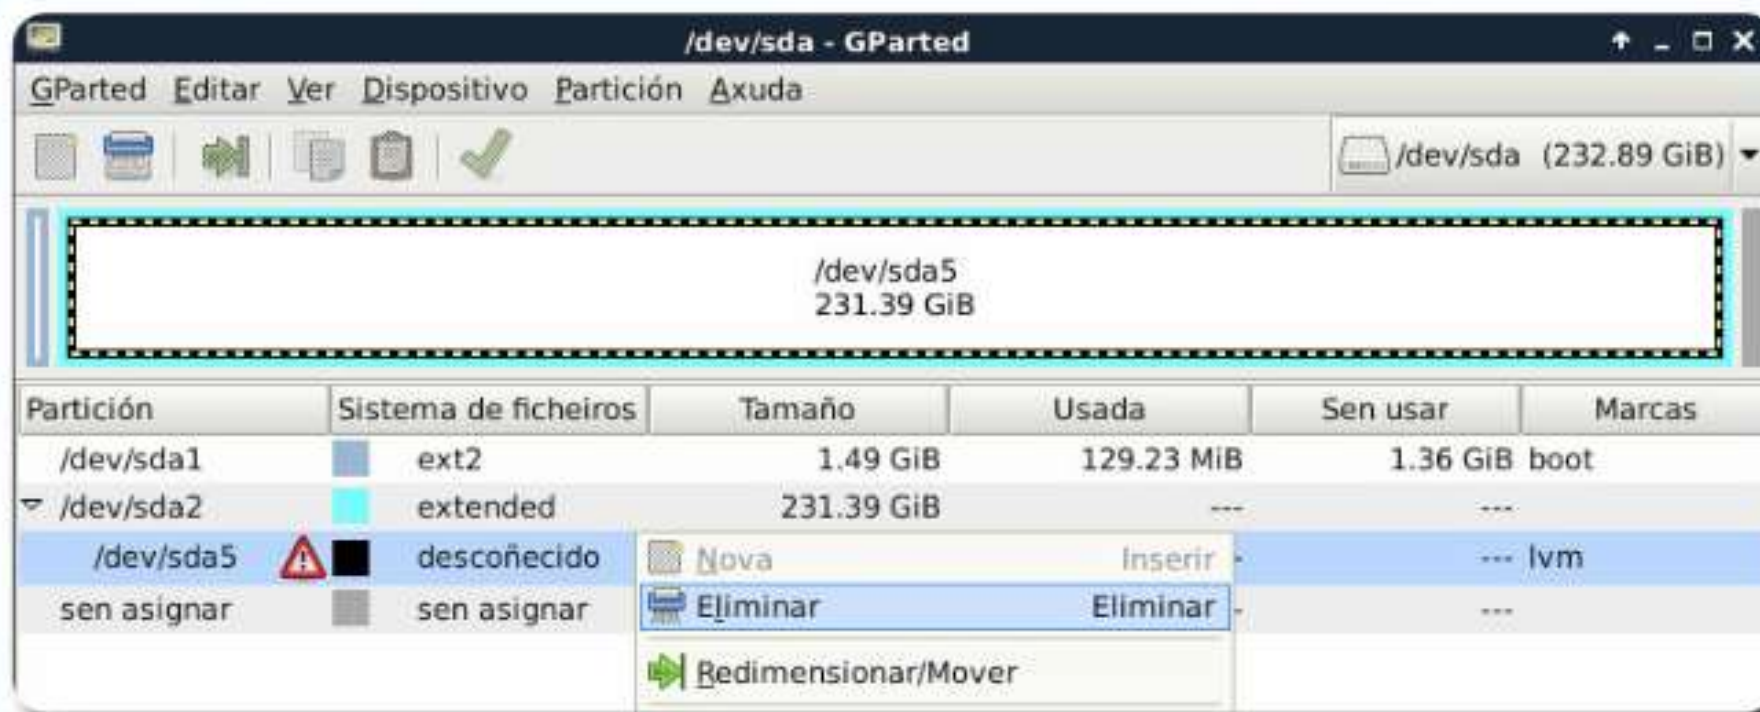 /dev/sda - GParted
GParted Editar Ver Dispositivo Partición Axuda
/dev/sda (232.89 GiB)
/dev/sda5
231.39 GiB
Partición Sistema de ficheiros Tamaño Usada Sen usar Marcas
/dev/sda1 ext2 1.49 GiB 129.23 MiB 1.36 GiB boot
/dev/sda2 extended 231.39 GiB --- ---
/dev/sda5 descoñecido Nova Inserir --- lvm
sen asignar sen asignar Eliminar Eliminar ---
Redimensionar/Mover